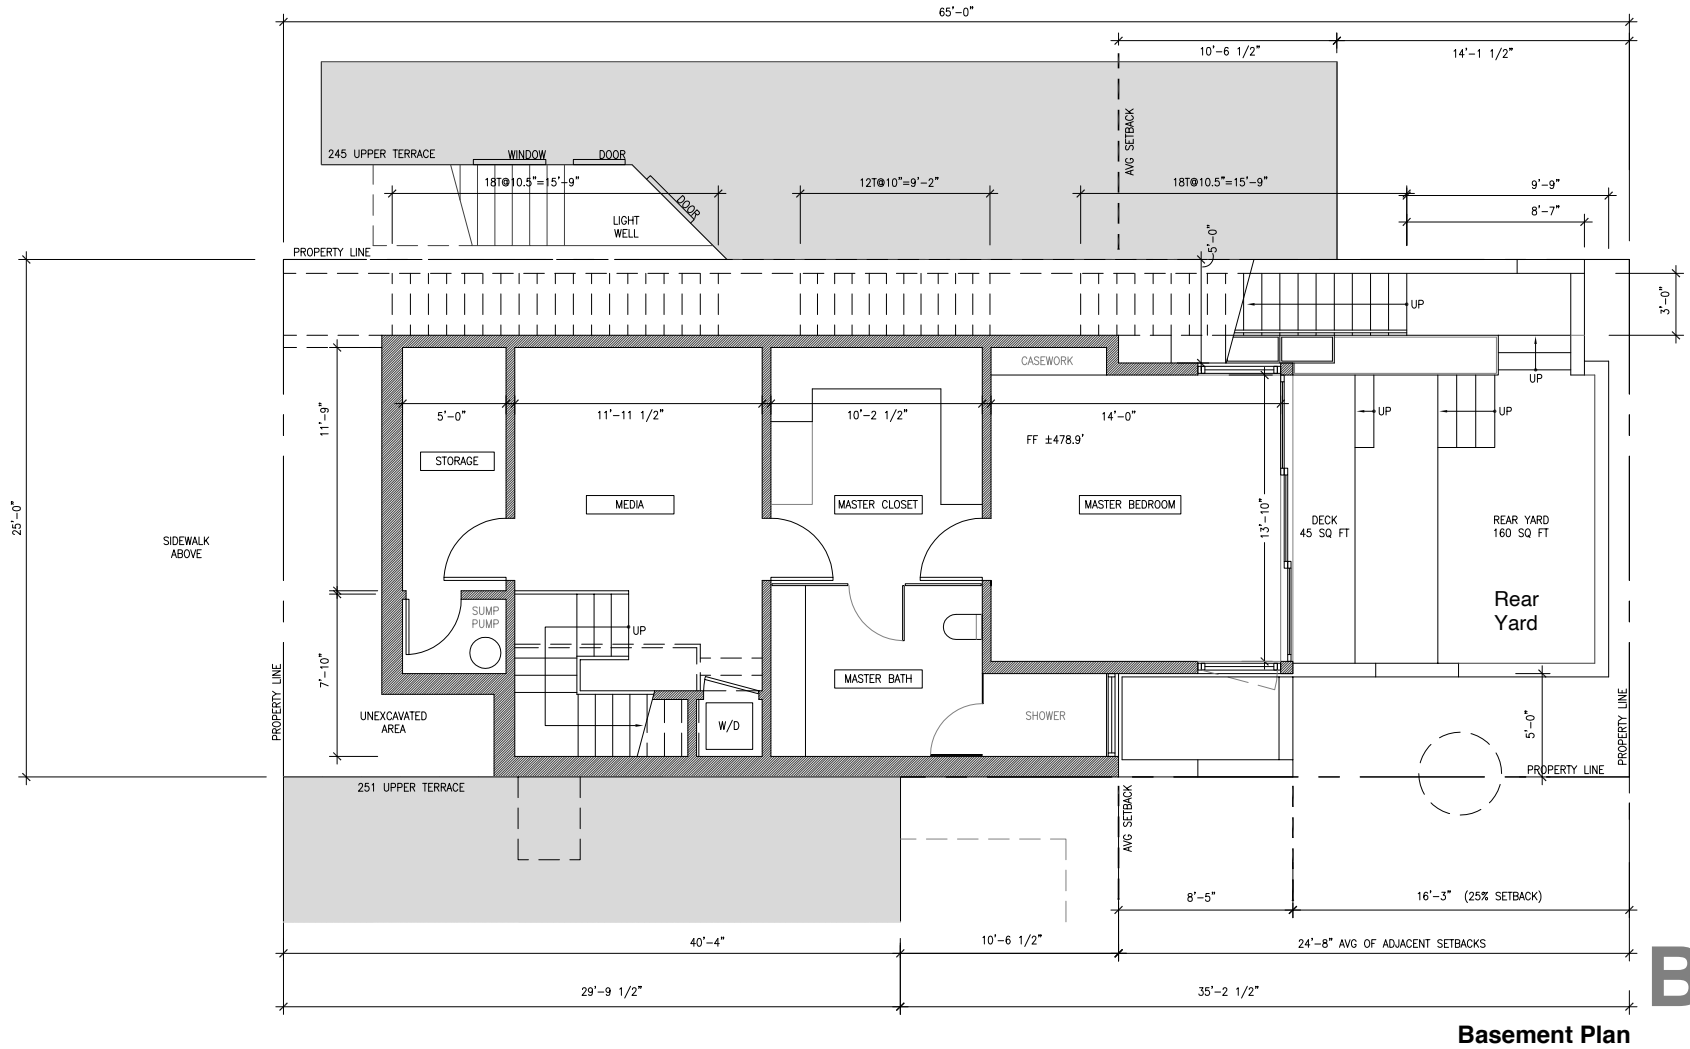 65'-0"
10'-6 1/2"
14'-1 1/2"
AVG SETBACK
245 UPPER TERRACE
WINDOW
DOOR
18T@10.5"=15'-9"
12T@10"=9'-2"
18T@10.5"=15'-9"
9'-9"
DOOR
8'-7"
LIGHT
WELL
5'-0"
PROPERTY LINE
3'-0"
UP
CASEWORK
UP
11'-9"
5'-0"
11'-11 1/2"
10'-2 1/2"
14'-0"
UP
UP
FF ±478.9'
STORAGE
MEDIA
MASTER CLOSET
MASTER BEDROOM
13'-10"
DECK
45 SQ FT
REAR YARD
160 SQ FT
25'-0"
SIDEWALK
ABOVE
Rear
Yard
SUMP
PUMP
UP
7'-10"
PROPERTY LINE
MASTER BATH
UNEXCAVATED
AREA
W/D
SHOWER
5'-0"
PROPERTY LINE
PROPERTY LINE
251 UPPER TERRACE
AVG SETBACK
8'-5"
16'-3" (25% SETBACK)
40'-4"
10'-6 1/2"
24'-8" AVG OF ADJACENT SETBACKS
29'-9 1/2"
35'-2 1/2"
B
Basement Plan